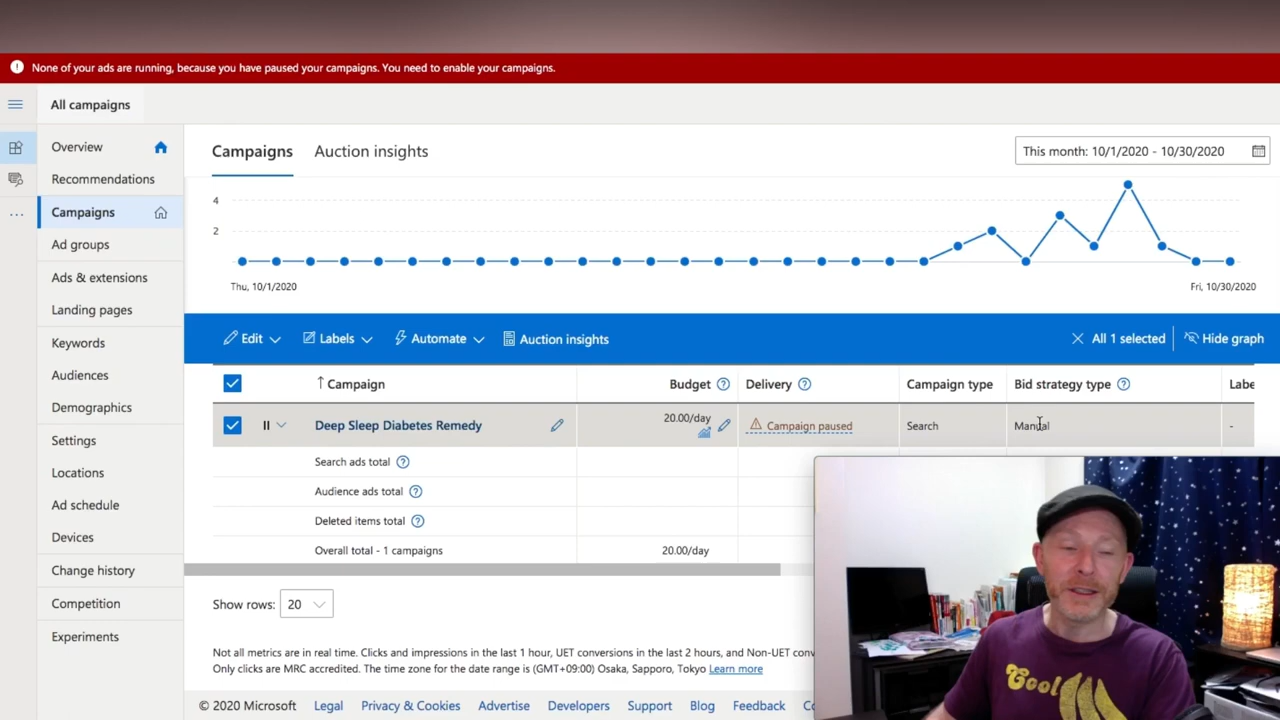 None of your ads are running, because you have paused your campaigns. You need to enable your campaigns.
All campaigns
Overview
Recommendations
Campaigns
Ad groups
Ads & extensions
Landing pages
Keywords
Audiences
Demographics
Settings
Locations
Ad schedule
Devices
Change history
Competition
Experiments
Campaigns Auction insights
This month: 10/1/2020 - 10/30/2020
4
2
Thu, 10/1/2020 Fri, 10/30/2020
Edit Labels Automate Auction insights All 1 selected Hide graph
Campaign Budget Delivery Campaign type Bid strategy type Labe
Deep Sleep Diabetes Remedy 20.00/day Campaign paused Search Manual -
Search ads total
Audience ads total
Deleted items total
Overall total - 1 campaigns 20.00/day
Show rows: 20
Not all metrics are in real time. Clicks and impressions in the last 1 hour, UET conversions in the last 2 hours, and Non-UET conv
Only clicks are MRC accredited. The time zone for the date range is (GMT+09:00) Osaka, Sapporo, Tokyo Learn more
© 2020 Microsoft Legal Privacy & Cookies Advertise Developers Support Blog Feedback Co
Cool